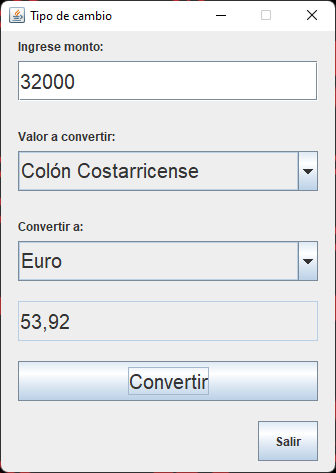 Tipo de cambio
Ingrese monto:
32000
Valor a convertir:
Colón Costarricense
Convertir a:
Euro
53,92
Convertir
Salir